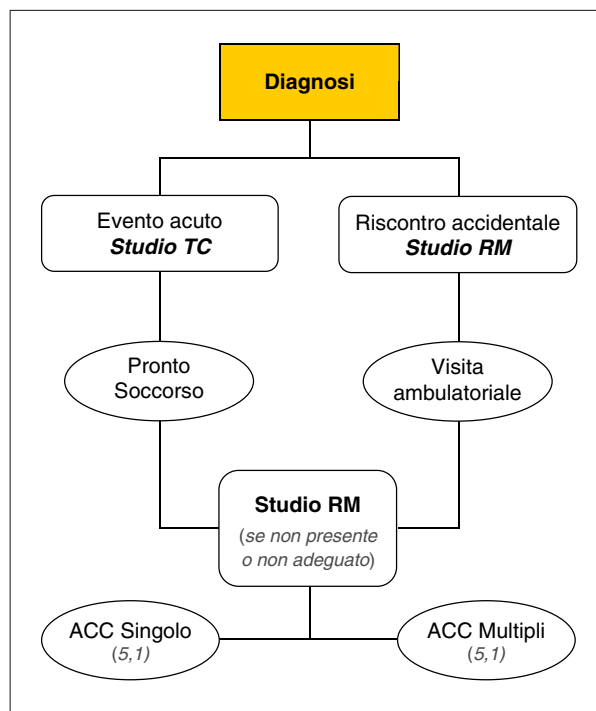 Diagnosi
Evento acuto
Studio TC
Riscontro accidentale
Studio RM
Pronto
Soccorso
Visita
ambulatoriale
Studio RM
(se non presente
o non adeguato)
ACC Singolo
(5,1)
ACC Multipli
(5,1)